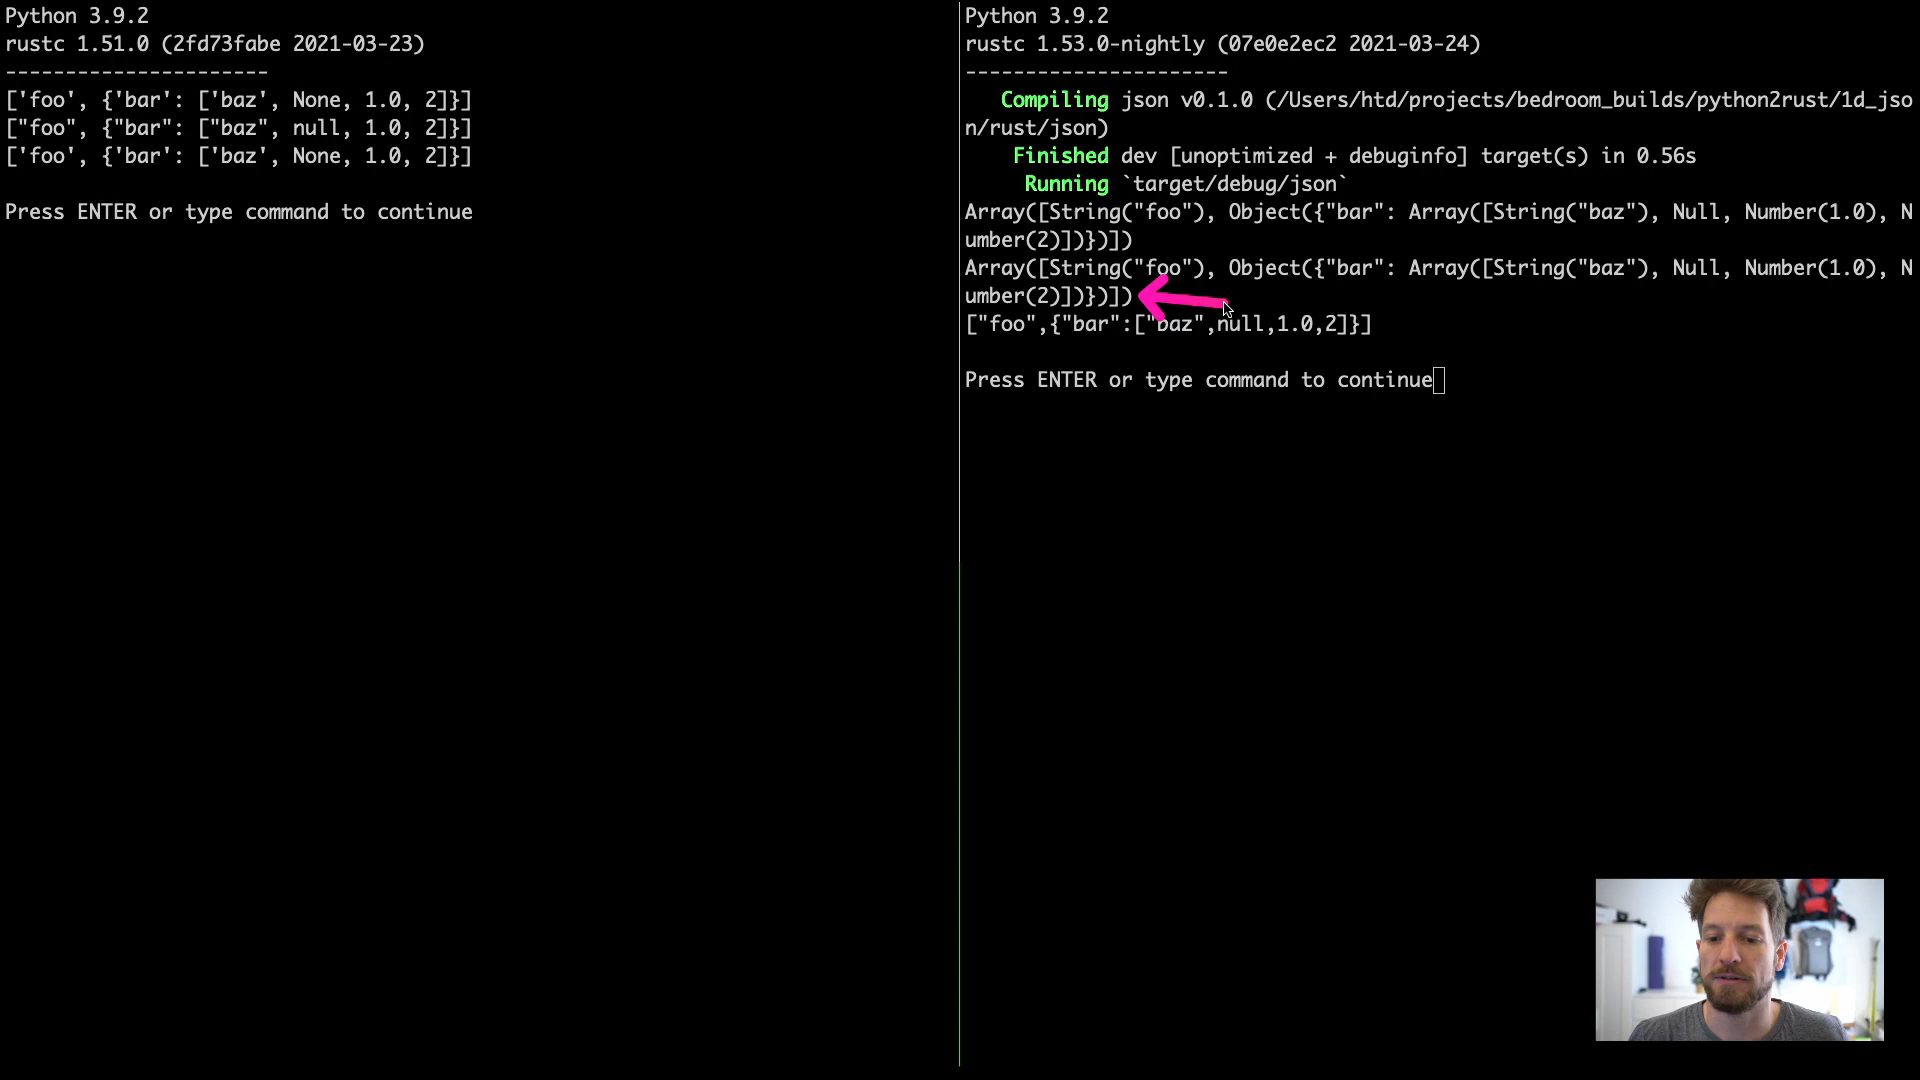 Python 3.9.2
rustc 1.51.0 (2fd73fabe 2021-03-23)
----------------------
['foo', {'bar': ['baz', None, 1.0, 2]}]
["foo", {"bar": ["baz", null, 1.0, 2]}]
['foo', {'bar': ['baz', None, 1.0, 2]}]
Press ENTER or type command to continue
Python 3.9.2
rustc 1.53.0-nightly (07e0e2ec2 2021-03-24)
----------------------
Compiling json v0.1.0 (/Users/htd/projects/bedroom_builds/python2rust/1d_jso
n/rust/json)
Finished dev [unoptimized + debuginfo] target(s) in 0.56s
Running `target/debug/json`
Array([String("foo"), Object({"bar": Array([String("baz"), Null, Number(1.0), N
umber(2)])})])
Array([String("foo"), Object({"bar": Array([String("baz"), Null, Number(1.0), N
umber(2)])})])
["foo",{"bar":["baz",null,1.0,2]}]
Press ENTER or type command to continue